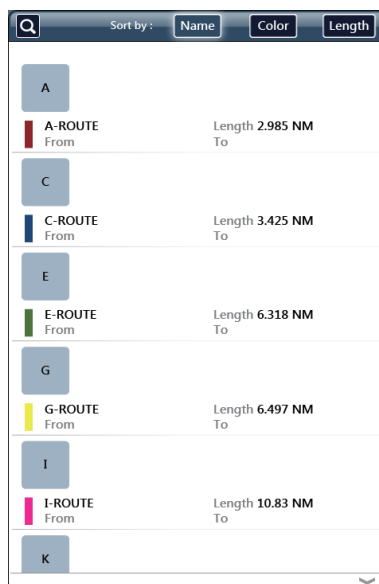 Sort by : Name Color Length
A
A-ROUTE Length 2.985 NM
From To
C
C-ROUTE Length 3.425 NM
From To
E
E-ROUTE Length 6.318 NM
From To
G
G-ROUTE Length 6.497 NM
From To
I
I-ROUTE Length 10.83 NM
From To
K